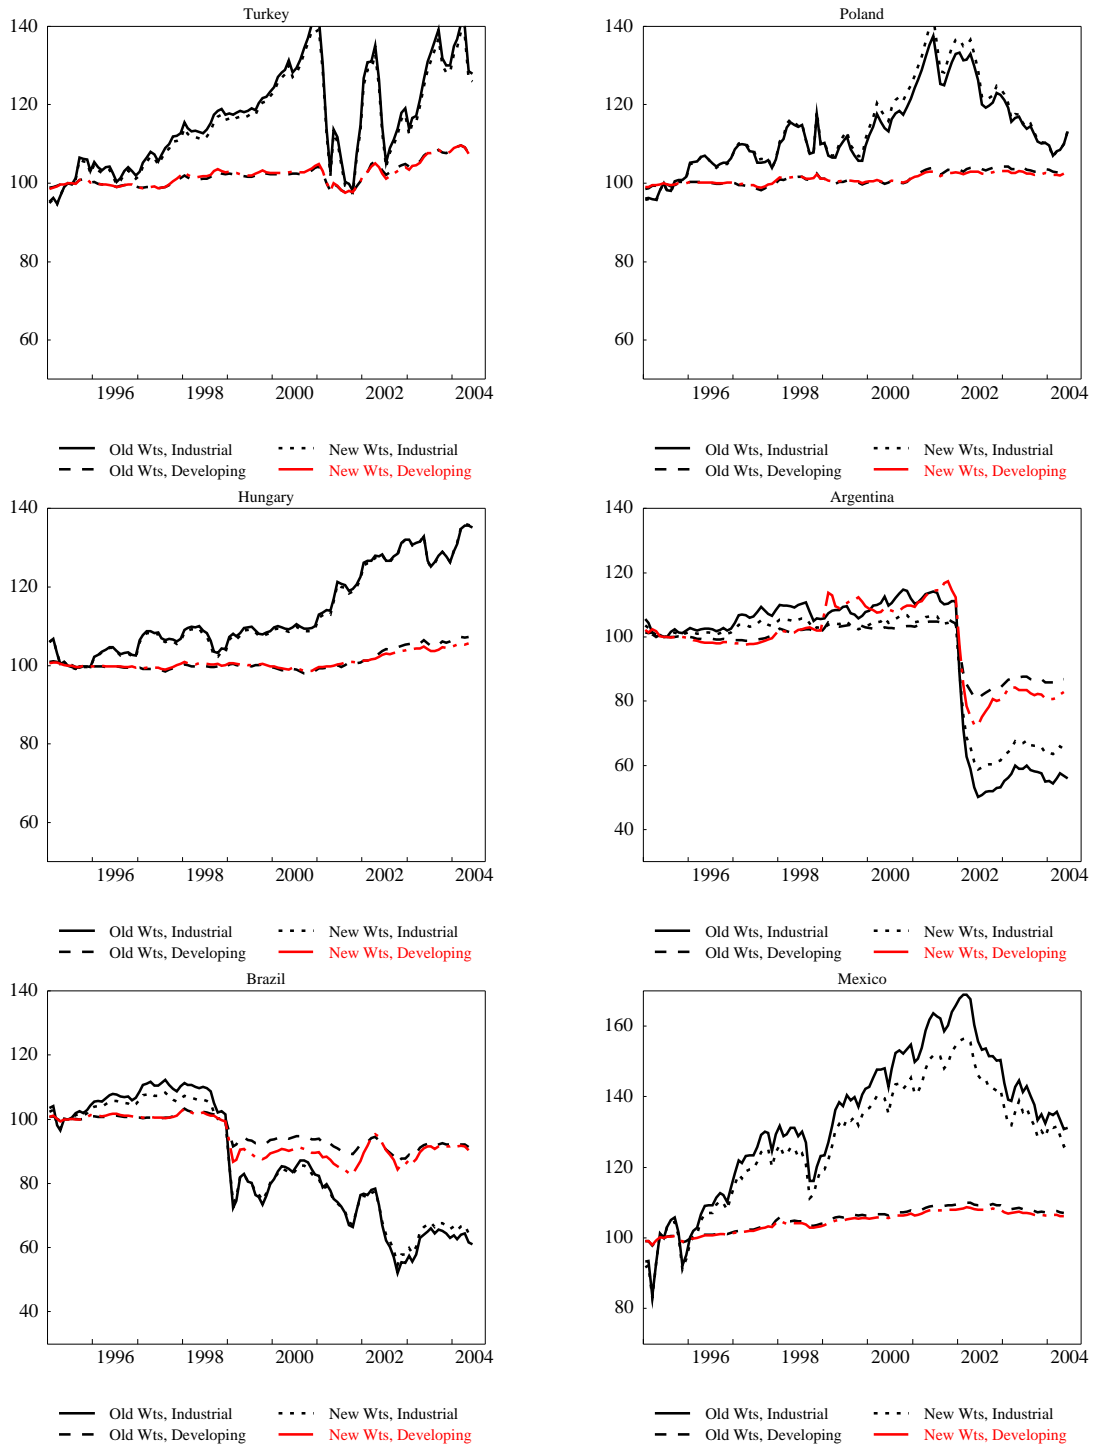 Turkey
140
120
100
80
60
1996 1998 2000 2002 2004
Old Wts, Industrial New Wts, Industrial
Old Wts, Developing New Wts, Developing
Poland
140
120
100
80
60
1996 1998 2000 2002 2004
Old Wts, Industrial New Wts, Industrial
Old Wts, Developing New Wts, Developing
Hungary
140
120
100
80
60
1996 1998 2000 2002 2004
Old Wts, Industrial New Wts, Industrial
Old Wts, Developing New Wts, Developing
Argentina
140
120
100
80
60
40
1996 1998 2000 2002 2004
Old Wts, Industrial New Wts, Industrial
Old Wts, Developing New Wts, Developing
Brazil
140
120
100
80
60
40
1996 1998 2000 2002 2004
Old Wts, Industrial New Wts, Industrial
Old Wts, Developing New Wts, Developing
Mexico
160
140
120
100
80
1996 1998 2000 2002 2004
Old Wts, Industrial New Wts, Industrial
Old Wts, Developing New Wts, Developing